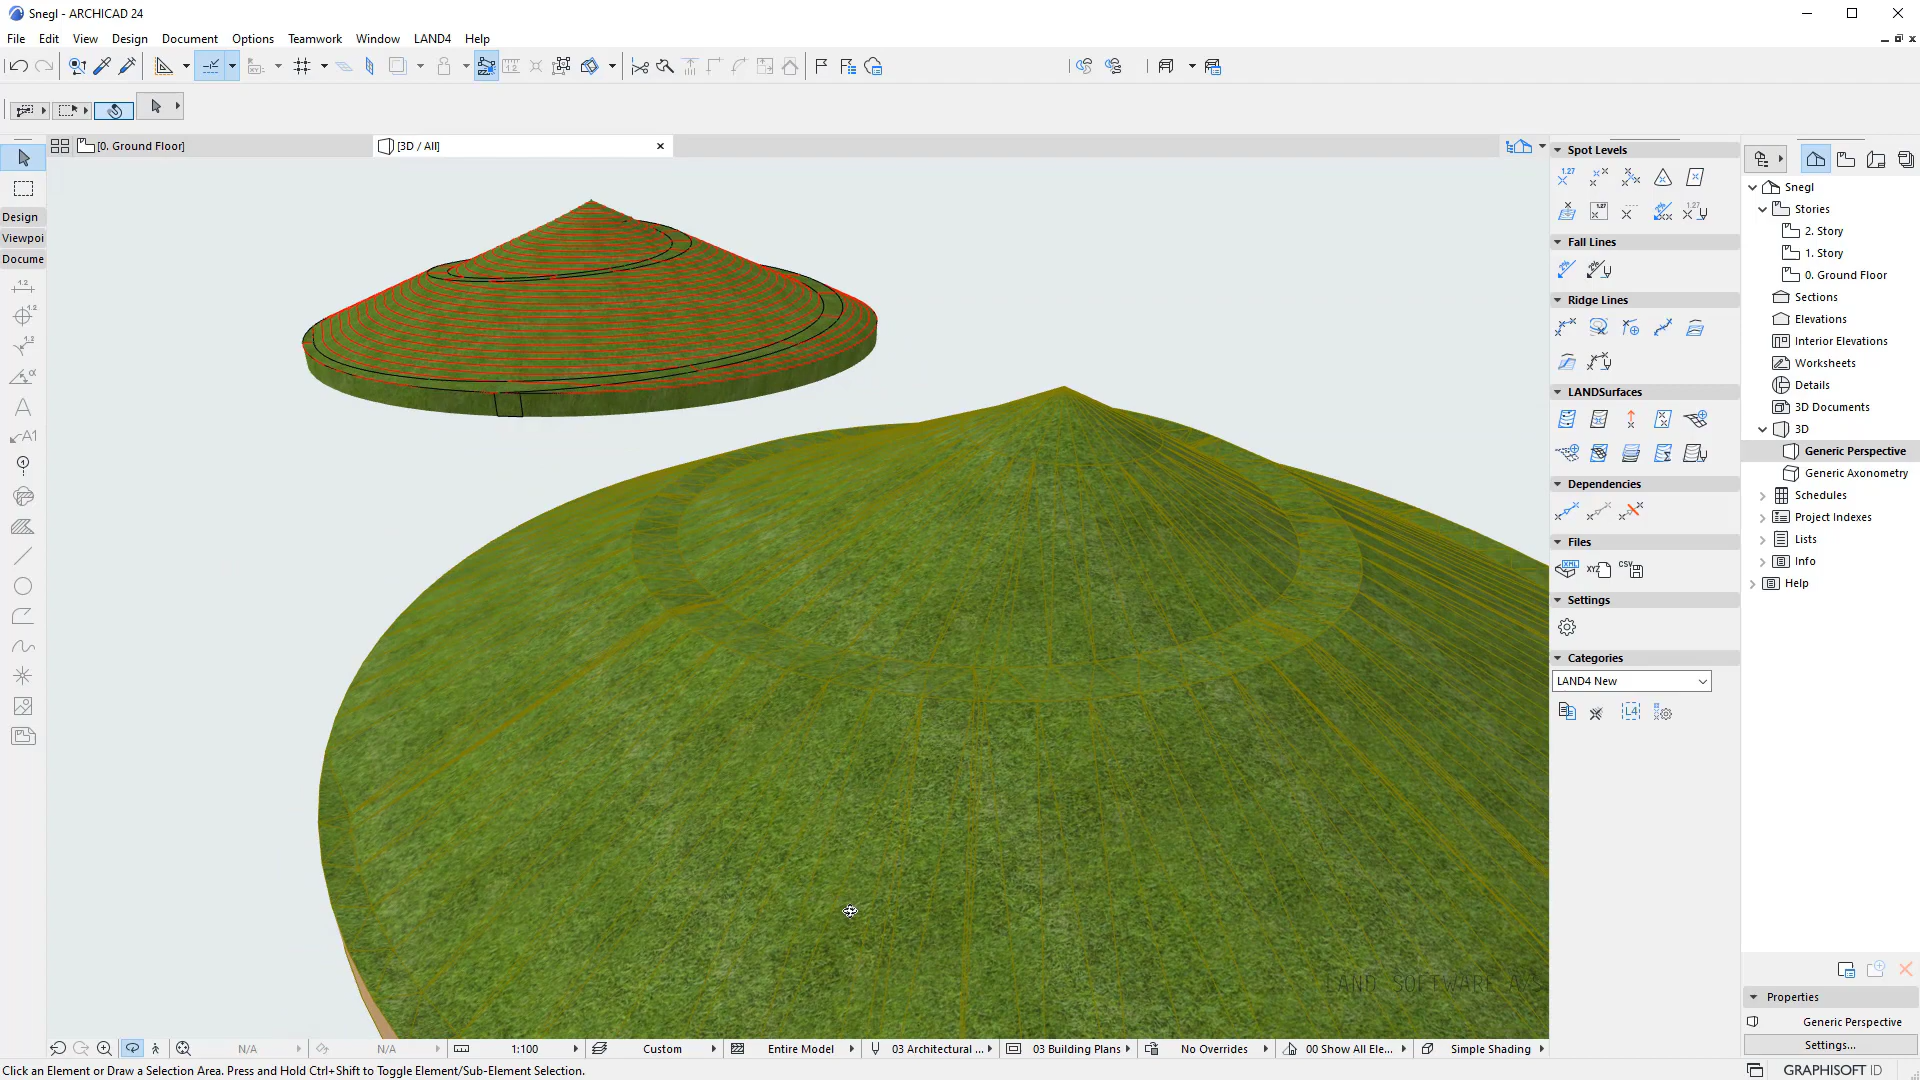 Snegl - ARCHICAD 24
File Edit View Design Document Options Teamwork Window LAND4 Help
[0. Ground Floor]
[3D / All]
Design
Viewpoi
Docume
Spot Levels
Fall Lines
Ridge Lines
LANDSurfaces
Dependencies
Files
Settings
Categories
LAND4 New
Snegl
Stories
2. Story
1. Story
0. Ground Floor
Sections
Elevations
Interior Elevations
Worksheets
Details
3D Documents
3D
Generic Perspective
Generic Axonometry
Schedules
Project Indexes
Lists
Info
Help
Properties
Generic Perspective
Settings...
LAND SOFTWARE A/S
N/A N/A 1:100 Custom Entire Model 03 Architectural ... 03 Building Plans No Overrides 00 Show All Ele... Simple Shading
Click an Element or Draw a Selection Area. Press and Hold Ctrl+Shift to Toggle Element/Sub-Element Selection.
GRAPHISOFT ID